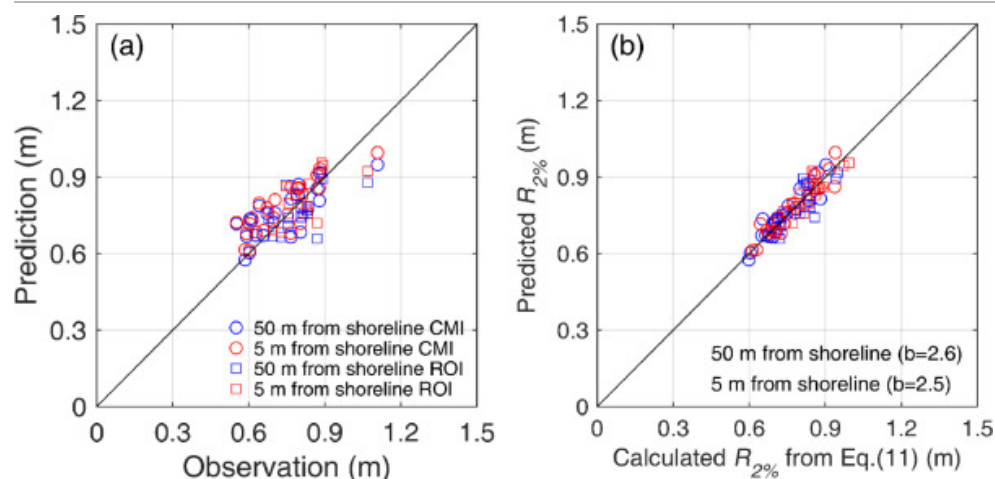 (a)
1.5
1.2
0.9
0.6
0.3
0
Prediction (m)
50 m from shoreline CMI
5 m from shoreline CMI
50 m from shoreline ROI
5 m from shoreline ROI
0 0.3 0.6 0.9 1.2 1.5
Observation (m)
(b)
1.5
1.2
0.9
0.6
0.3
0
Predicted R2% (m)
50 m from shoreline (b=2.6)
5 m from shoreline (b=2.5)
0 0.3 0.6 0.9 1.2 1.5
Calculated R2% from Eq.(11) (m)